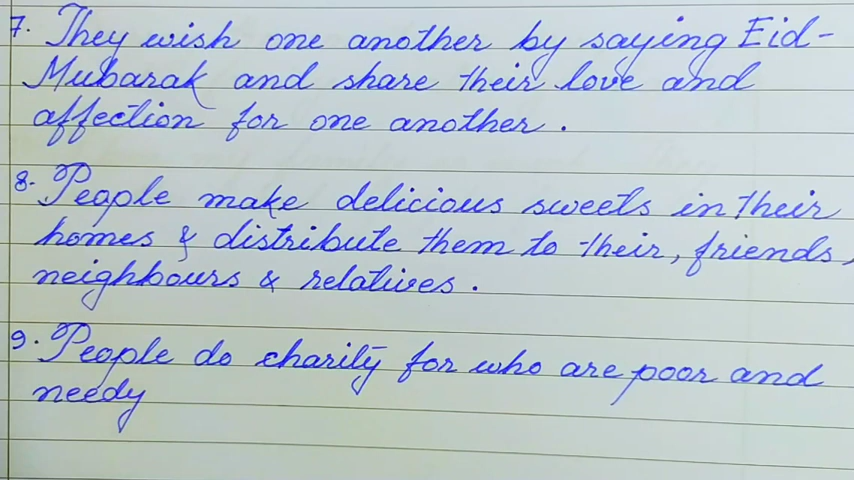 7. They wish one another by saying Eid-
Mubarak and share their love and
affection for one another.
8. People make delicious sweets in their
homes & distribute them to their, friends,
neighbours & relatives.
9. People do charity for who are poor and
needy